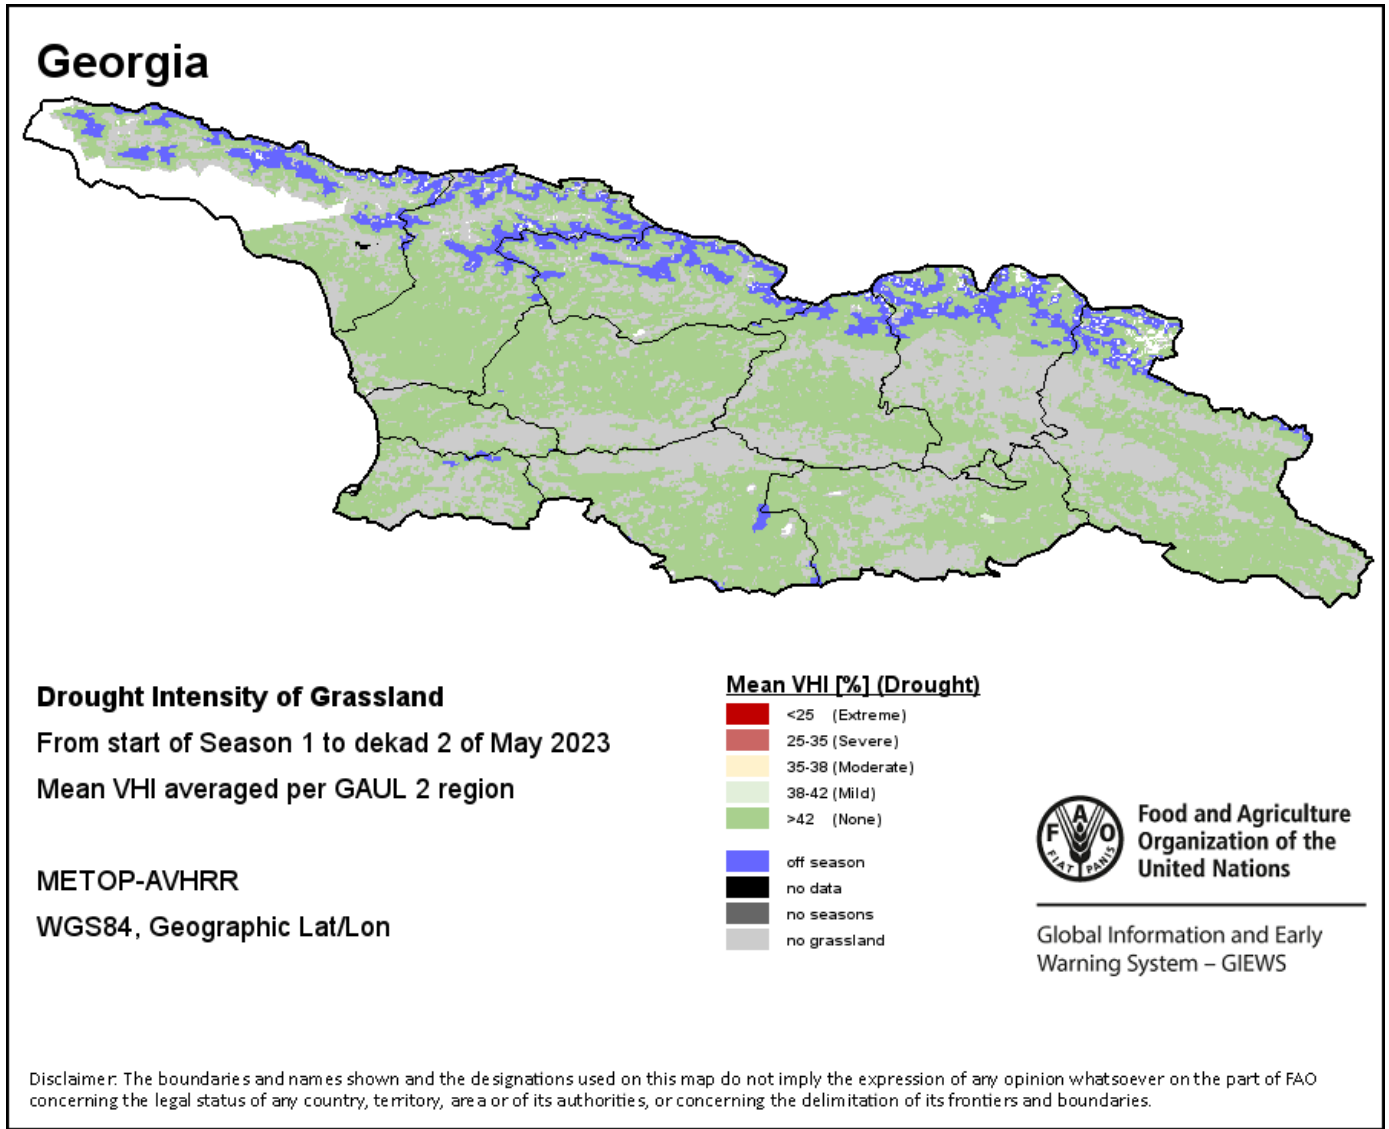 Georgia
Drought Intensity of Grassland
From start of Season 1 to dekad 2 of May 2023
Mean VHI averaged per GAUL 2 region
METOP-AVHRR
WGS84, Geographic Lat/Lon
Mean VHI [%] (Drought)
<25 (Extreme)
25-35 (Severe)
35-38 (Moderate)
38-42 (Mild)
>42 (None)
off season
no data
no seasons
no grassland
F A O
FIAT PANIS
Food and Agriculture
Organization of the
United Nations
Global Information and Early
Warning System – GIEWS
Disclaimer: The boundaries and names shown and the designations used on this map do not imply the expression of any opinion whatsoever on the part of FAO
concerning the legal status of any country, territory, area or of its authorities, or concerning the delimitation of its frontiers and boundaries.